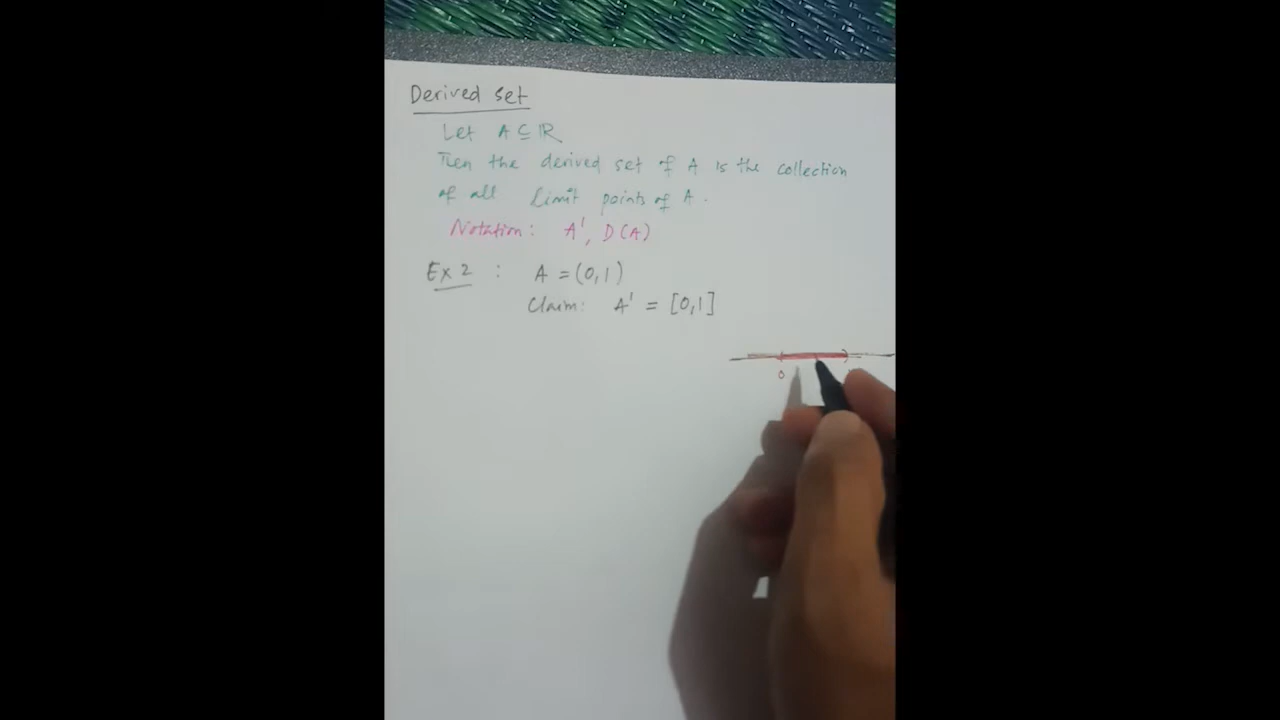 Derived set
Let A ⊆ ℝ
Then the derived set of A is the collection
of all limit points of A.
Notation: A', D(A)
Ex 2 : A = (0,1)
Claim: A' = [0,1]
0